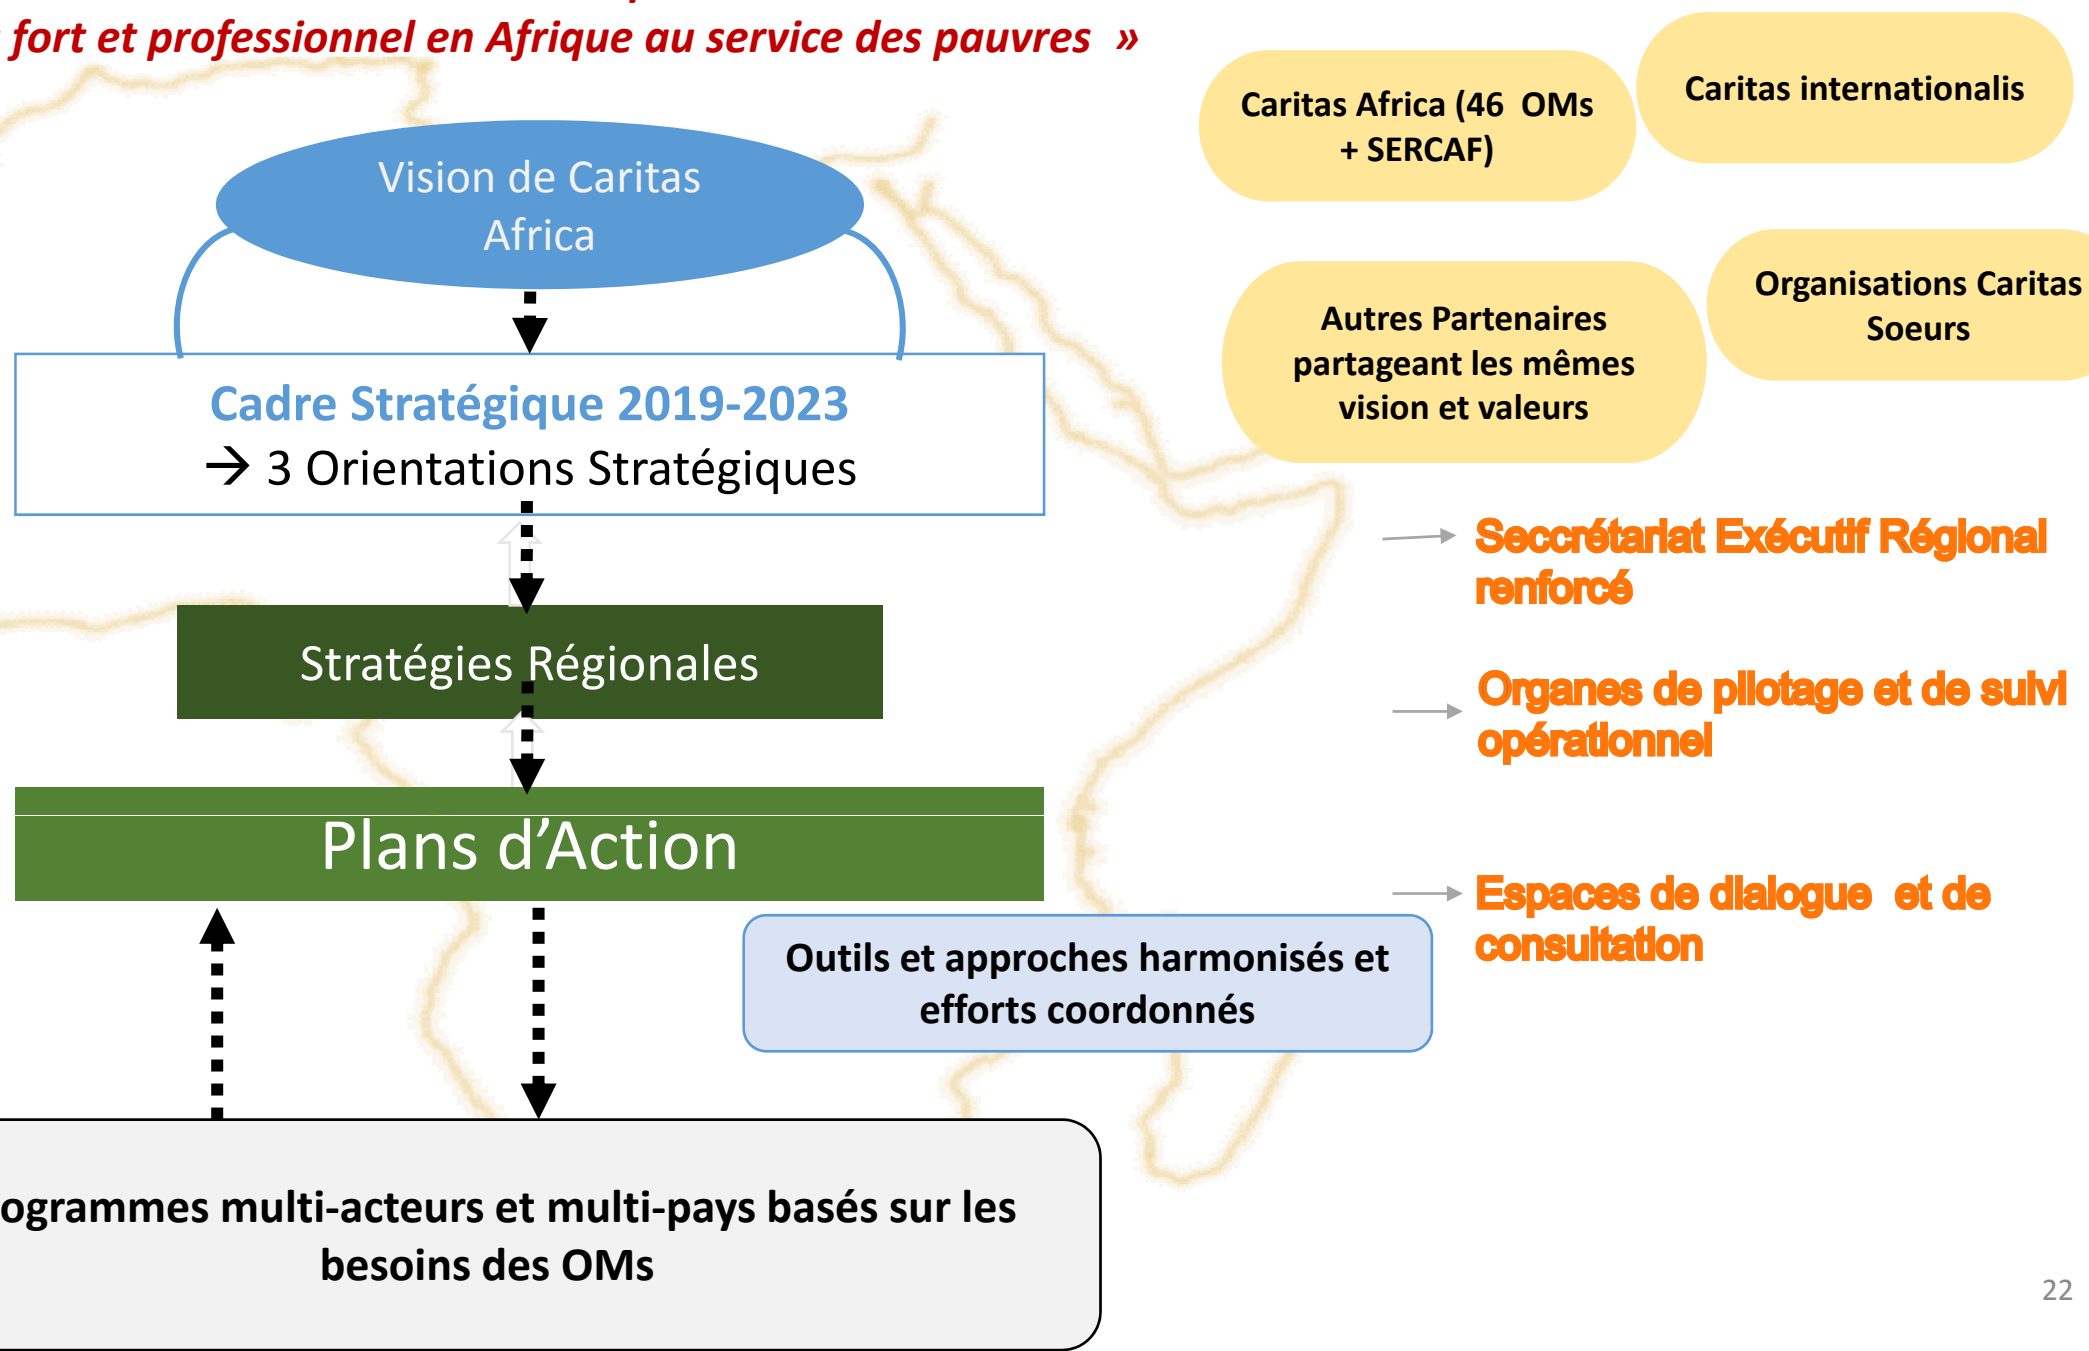 fort et professionnel en Afrique au service des pauvres »
Vision de Caritas
Africa
Cadre Stratégique 2019-2023
→ 3 Orientations Stratégiques
Stratégies Régionales
Plans d’Action
Outils et approches harmonisés et
efforts coordonnés
ogrammes multi-acteurs et multi-pays basés sur les
besoins des OMs
Caritas Africa (46 OMs
+ SERCAF)
Caritas internationalis
Autres Partenaires
partageant les mêmes
vision et valeurs
Organisations Caritas
Soeurs
Seccrétariat Exécutif Régional
renforcé
Organes de pilotage et de suivi
opérationnel
Espaces de dialogue et de
consultation
22